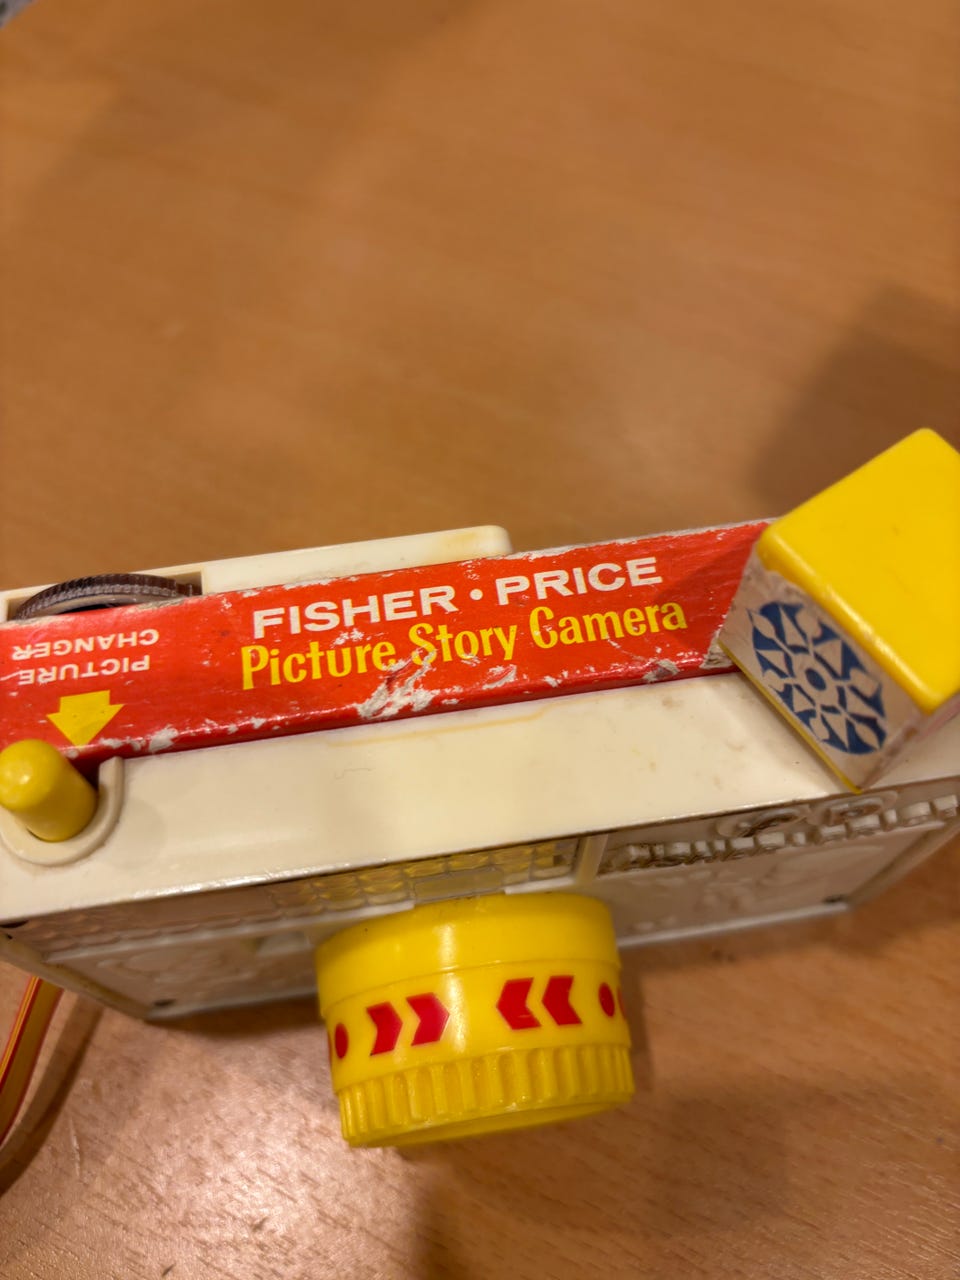 FISHER • PRICE
Picture Story Camera
PICTURE
CHANGER